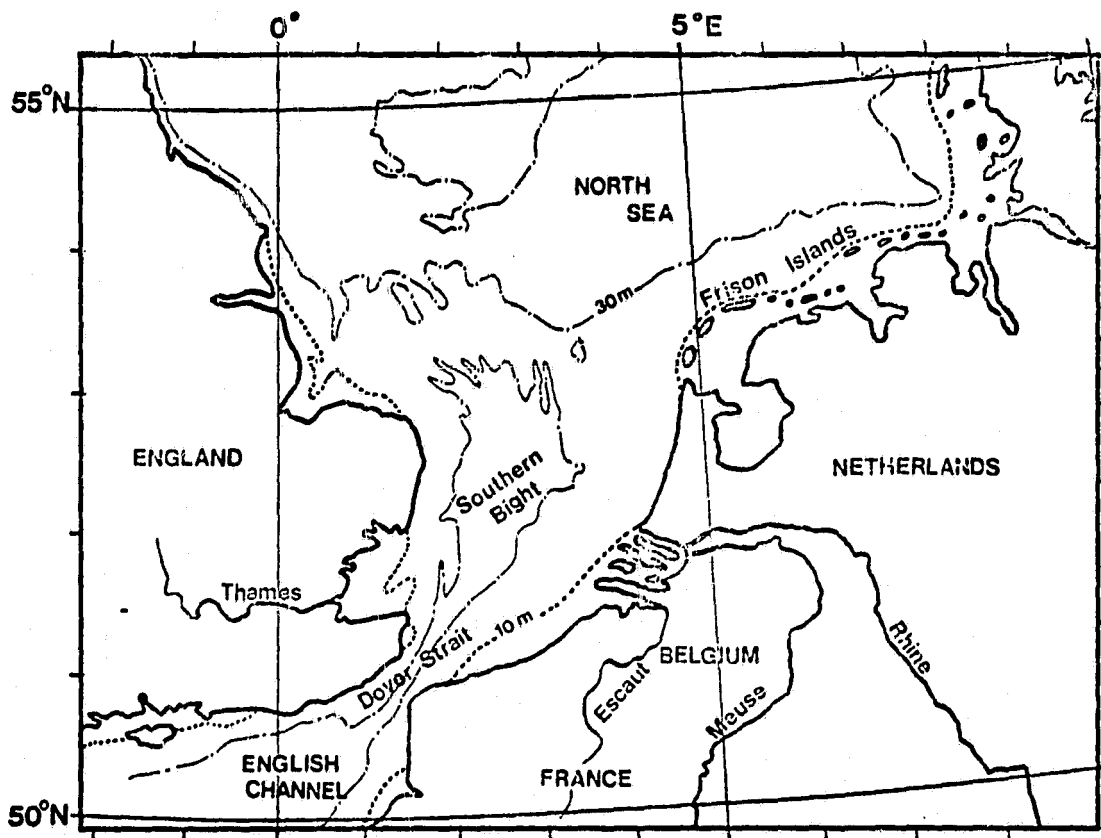 0°
5°E
55°N
NORTH
SEA
Frison Islands
30m
ENGLAND
Southern
Bight
NETHERLANDS
Thames
10m
Dover Strait
BELGIUM
Rhine
Escaut
Meuse
ENGLISH
CHANNEL
FRANCE
50°N